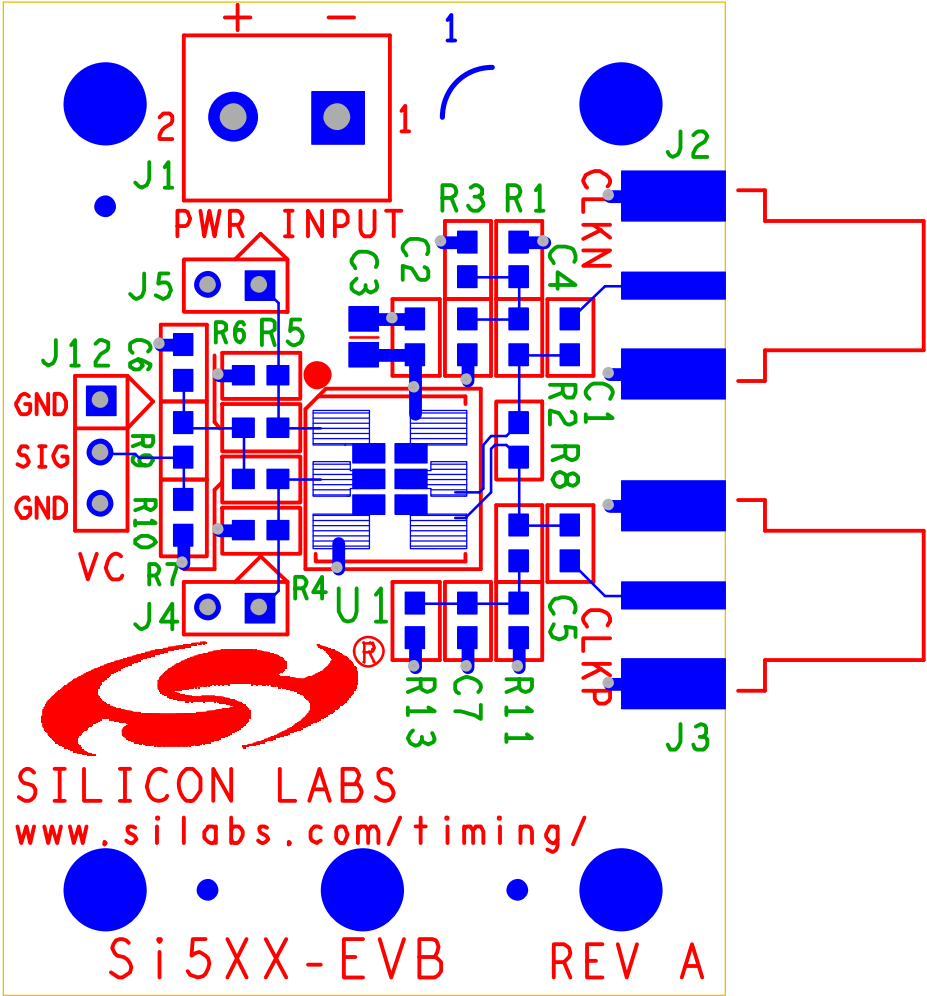 + −
1
2
1
J1
J2
PWR INPUT
R3 R1
CLKN
C2
C3
C4
J5
R6 R5
J12
C6
GND
SIG
GND
R9
R10
VC
R2
C1
R8
R7
R4
J4
U1
C5
CLKP
®
R13
C7
R11
J3
SILICON LABS
www.silabs.com/timing/
Si5XX-EVB
REV A